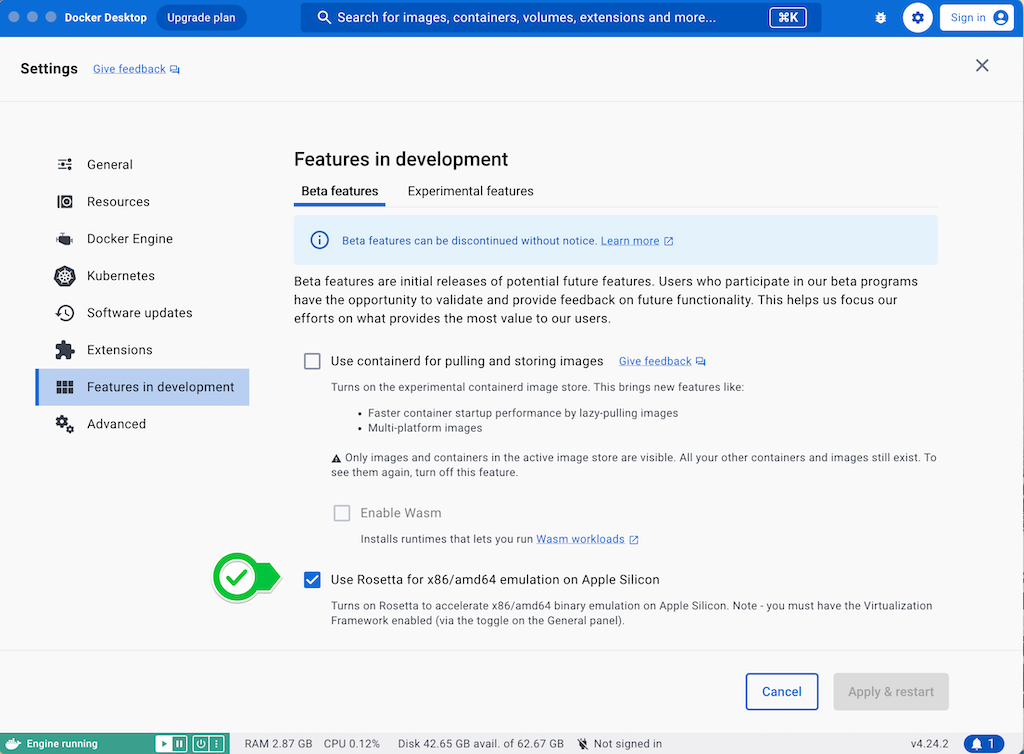 Docker Desktop Upgrade plan Search for images, containers, volumes, extensions and more... ⌘K Sign in
Settings Give feedback
General
Resources
Docker Engine
Kubernetes
Software updates
Extensions
Features in development
Advanced
Features in development
Beta features Experimental features
Beta features can be discontinued without notice. Learn more
Beta features are initial releases of potential future features. Users who participate in our beta programs
have the opportunity to validate and provide feedback on future functionality. This helps us focus our
efforts on what provides the most value to our users.
Use containerd for pulling and storing images Give feedback
Turns on the experimental containerd image store. This brings new features like:
• Faster container startup performance by lazy-pulling images
• Multi-platform images
Only images and containers in the active image store are visible. All your other containers and images still exist. To
see them again, turn off this feature.
Enable Wasm
Installs runtimes that lets you run Wasm workloads
Use Rosetta for x86/amd64 emulation on Apple Silicon
Turns on Rosetta to accelerate x86/amd64 binary emulation on Apple Silicon. Note - you must have the Virtualization
Framework enabled (via the toggle on the General panel).
Cancel Apply & restart
Engine running RAM 2.87 GB CPU 0.12% Disk 42.65 GB avail. of 62.67 GB Not signed in v4.24.2 1